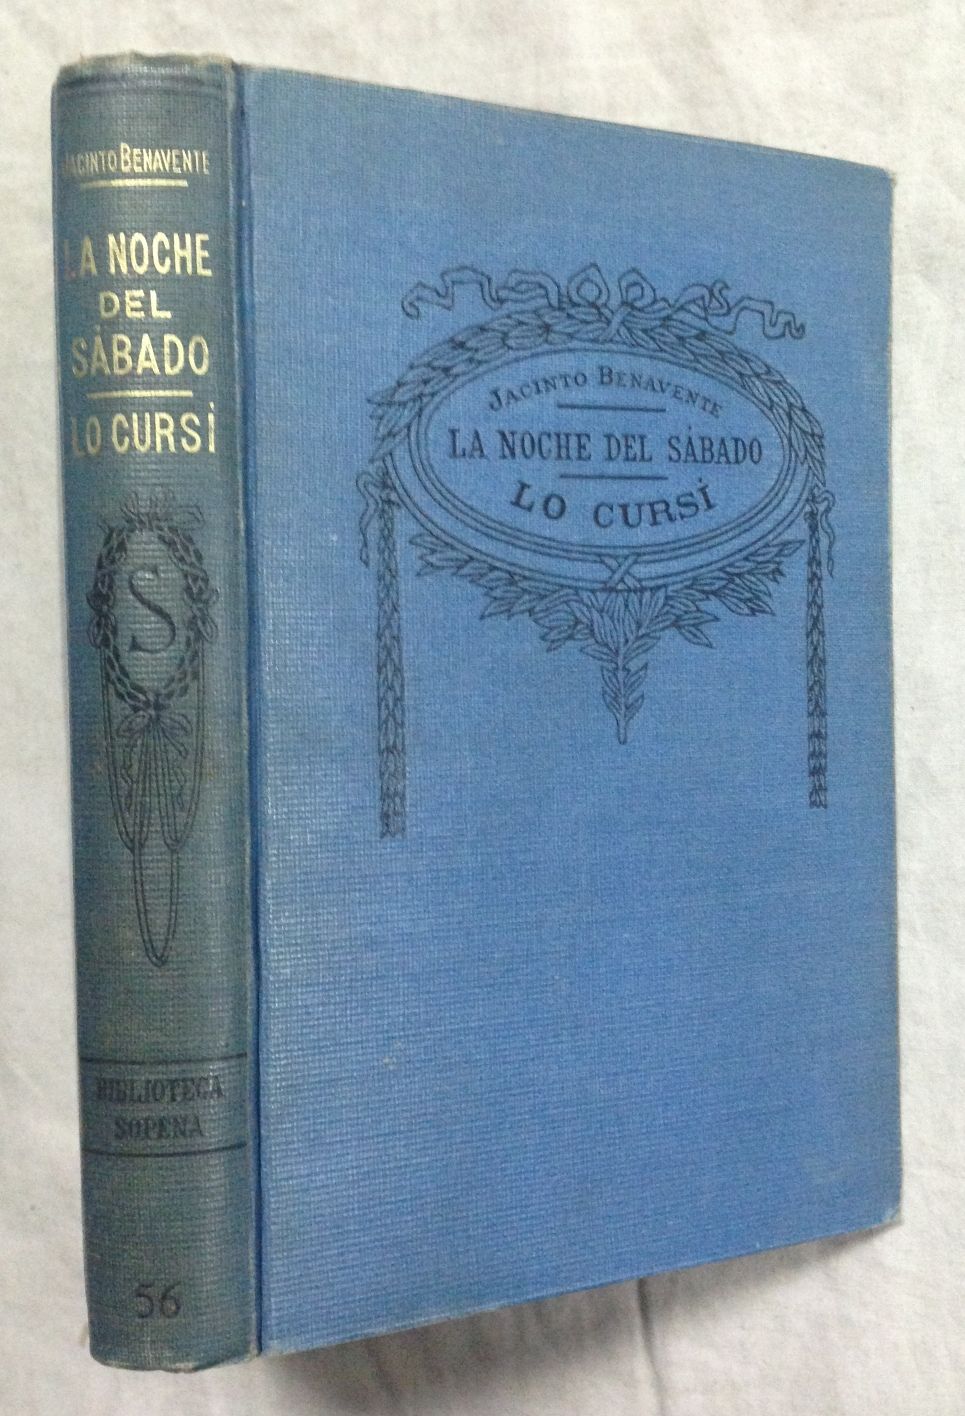 JACINTO BENAVENTE
LA NOCHE
DEL
SÁBADO
LO CURSÍ
S
BIBLIOTECA
SOPENA
56
JACINTO BENAVENTE
LA NOCHE DEL SÁBADO
LO CURSÍ